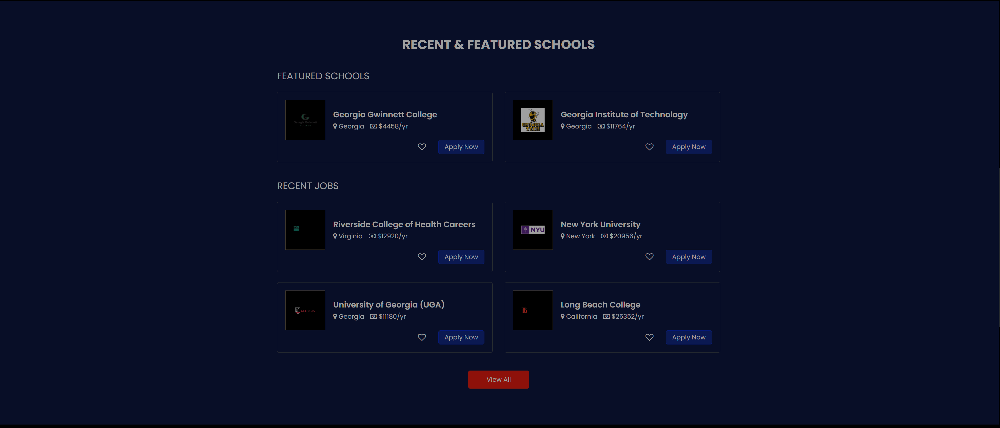 RECENT & FEATURED SCHOOLS
FEATURED SCHOOLS
Georgia Gwinnett
COLLEGE
Georgia Gwinnett College
Georgia $4458/yr
Apply Now
GEORGIA
TECH
Georgia Institute of Technology
Georgia $11764/yr
Apply Now
RECENT JOBS
Riverside College of Health Careers
Virginia $12920/yr
Apply Now
NYU
New York University
New York $20956/yr
Apply Now
GEORGIA
University of Georgia (UGA)
Georgia $11180/yr
Apply Now
LB
Long Beach College
California $25352/yr
Apply Now
View All